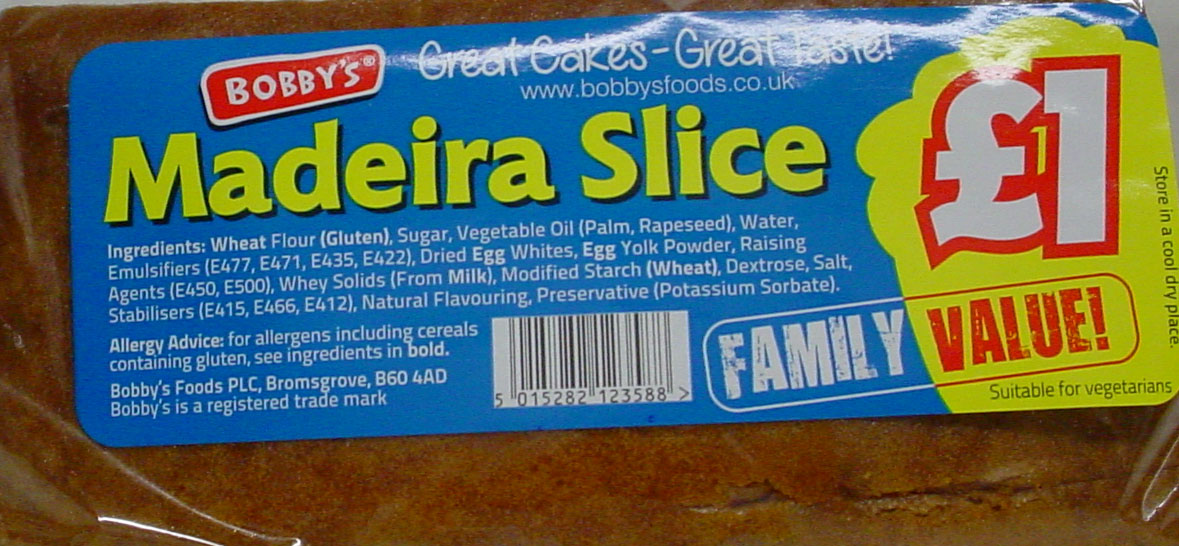 BOBBY'S®
Great Cakes - Great Taste!
www.bobbysfoods.co.uk
Madeira Slice
£1
Ingredients: Wheat Flour (Gluten), Sugar, Vegetable Oil (Palm, Rapeseed), Water,
Emulsifiers (E477, E471, E435, E422), Dried Egg Whites, Egg Yolk Powder, Raising
Agents (E450, E500), Whey Solids (From Milk), Modified Starch (Wheat), Dextrose, Salt,
Stabilisers (E415, E466, E412), Natural Flavouring, Preservative (Potassium Sorbate).
Allergy Advice: for allergens including cereals
containing gluten, see ingredients in bold.
Bobby's Foods PLC, Bromsgrove, B60 4AD
Bobby's is a registered trade mark
5 015282 123588 >
FAMILY VALUE!
Suitable for vegetarians
Store in a cool dry place.